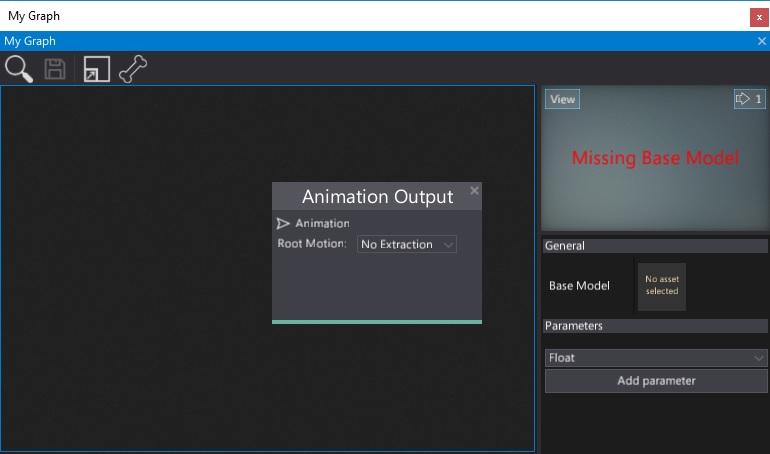 My Graph
My Graph
View
1
Missing Base Model
Animation Output
Animation
Root Motion: No Extraction
General
Base Model
No asset
selected
Parameters
Float
Add parameter